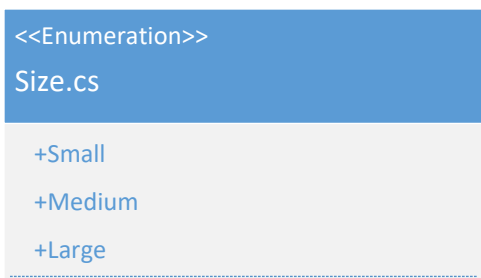 <<Enumeration>>
Size.cs
+Small
+Medium
+Large